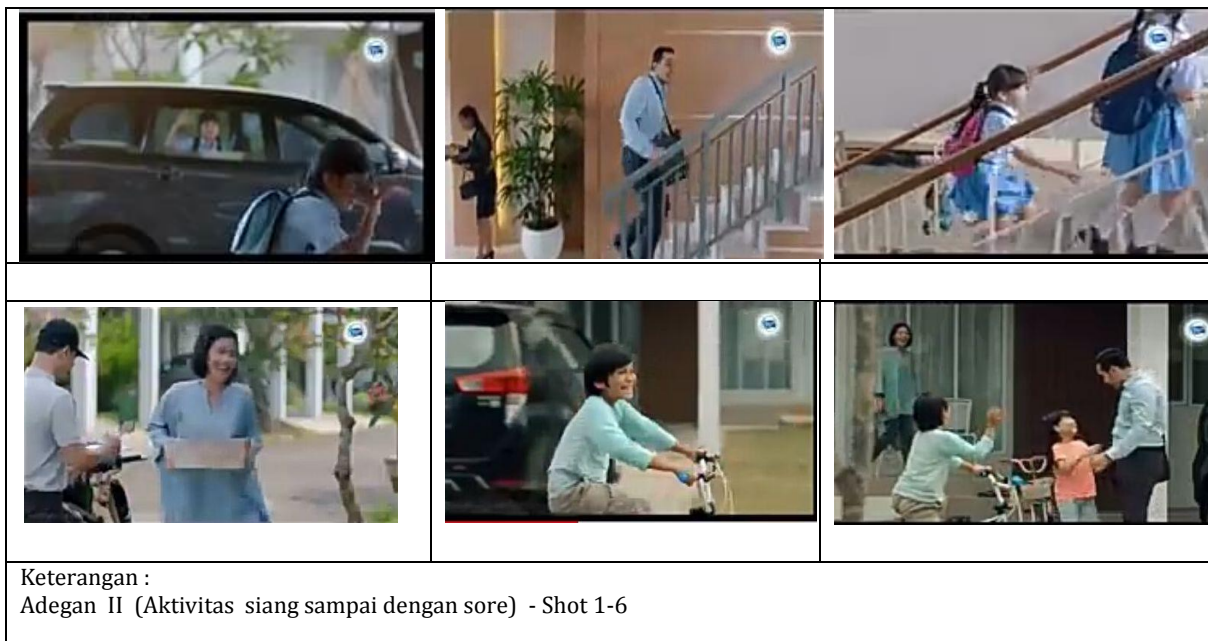 Keterangan :
Adegan II (Aktivitas siang sampai dengan sore) - Shot 1-6